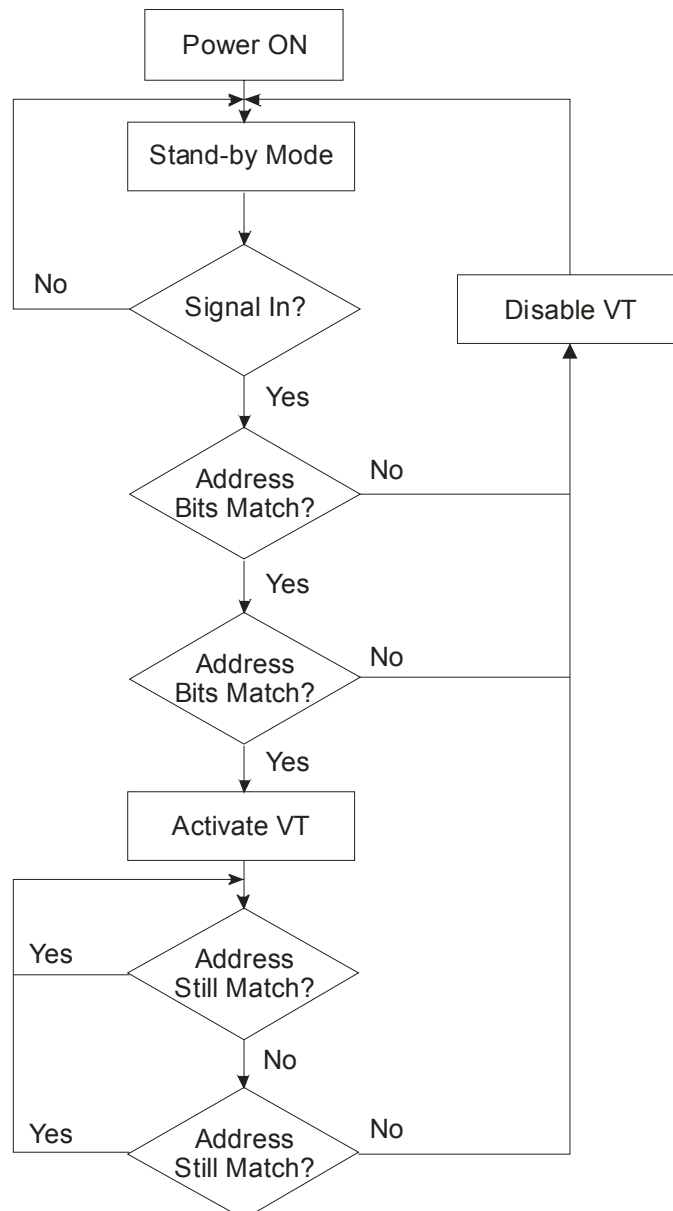 Power ON
Stand-by Mode
No
Signal In?
Disable VT
Yes
Address
Bits Match?
No
Yes
Address
Bits Match?
No
Yes
Activate VT
Yes
Address
Still Match?
No
Yes
Address
Still Match?
No